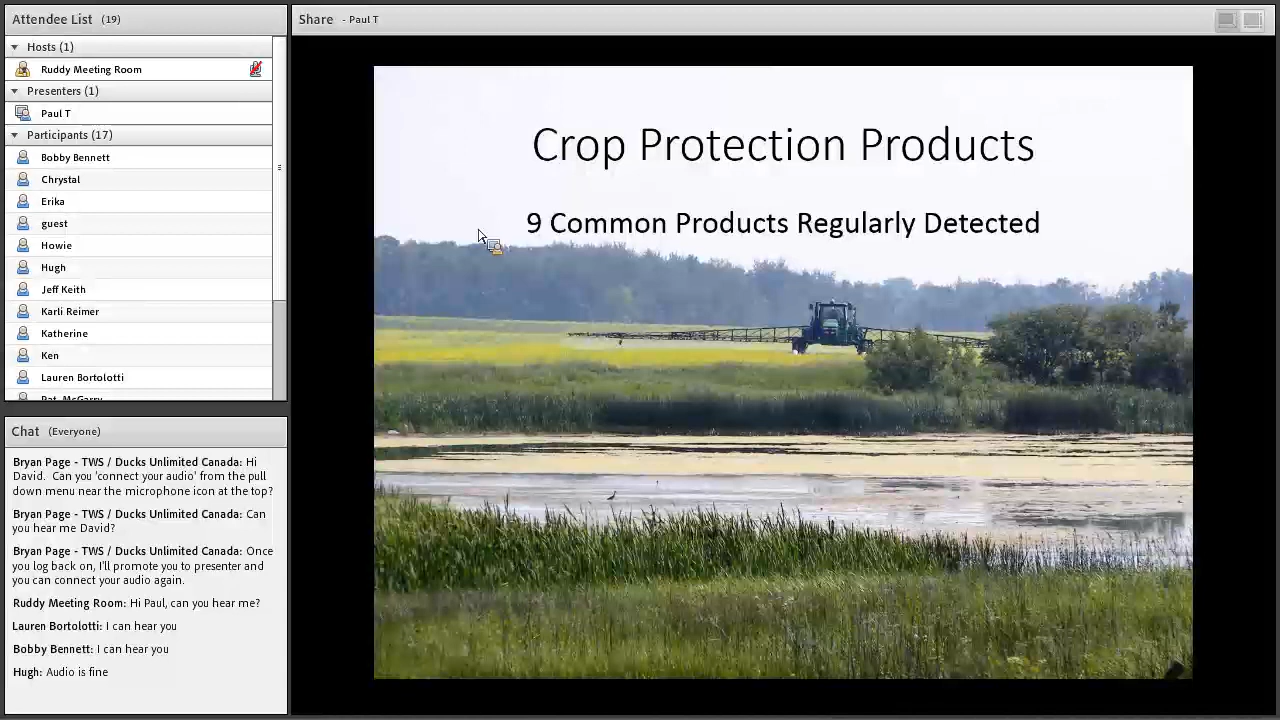 Attendee List (19)
Hosts (1)
Ruddy Meeting Room
Presenters (1)
Paul T
Participants (17)
Bobby Bennett
Chrystal
Erika
guest
Howie
Hugh
Jeff Keith
Karli Reimer
Katherine
Ken
Lauren Bortolotti
Pat McGarry
Chat (Everyone)
Bryan Page - TWS / Ducks Unlimited Canada: Hi
David. Can you 'connect your audio' from the pull
down menu near the microphone icon at the top?
Bryan Page - TWS / Ducks Unlimited Canada: Can
you hear me David?
Bryan Page - TWS / Ducks Unlimited Canada: Once
you log back on, I'll promote you to presenter and
you can connect your audio again.
Ruddy Meeting Room: Hi Paul, can you hear me?
Lauren Bortolotti: I can hear you
Bobby Bennett: I can hear you
Hugh: Audio is fine
Share - Paul T
Crop Protection Products
9 Common Products Regularly Detected